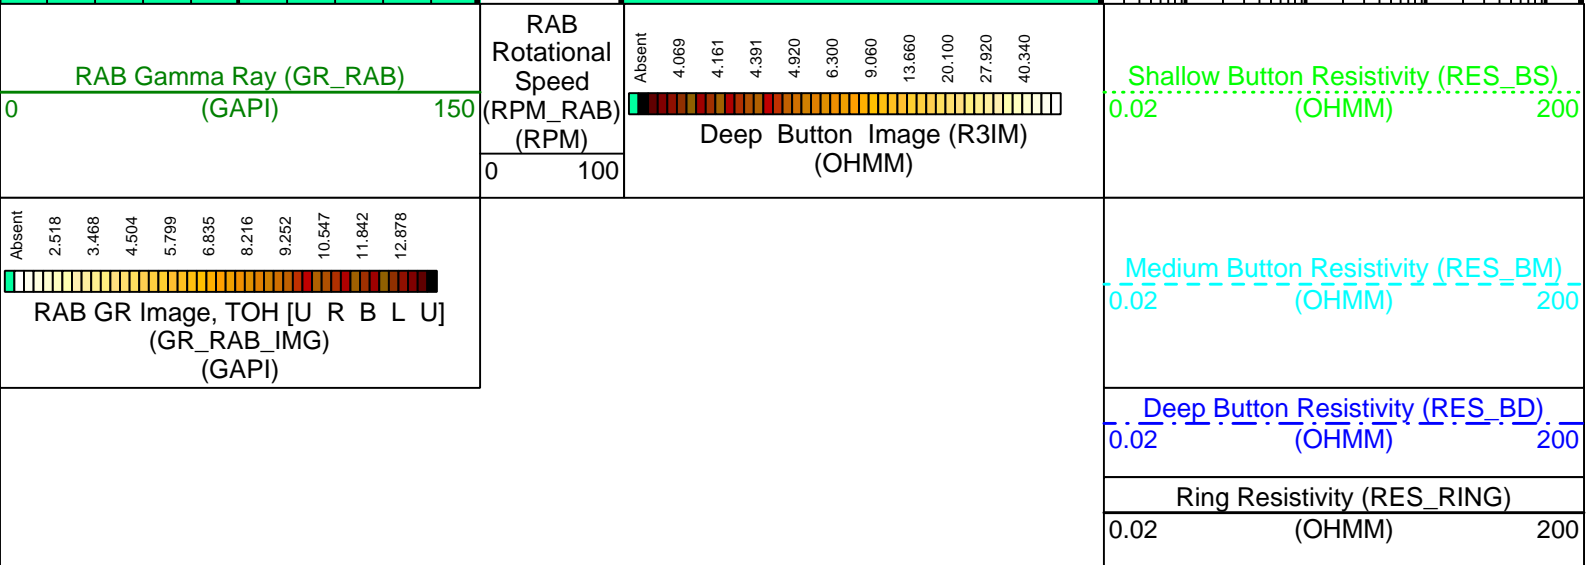 RAB Gamma Ray (GR_RAB)
0 (GAPI) 150
RAB
Rotational
Speed
(RPM_RAB)
(RPM)
0 100
Absent 4.069 4.161 4.391 4.920 6.300 9.060 13.660 20.100 27.920 40.340
Deep Button Image (R3IM)
(OHMM)
Shallow Button Resistivity (RES_BS)
0.02 (OHMM) 200
Absent 2.518 3.468 4.504 5.799 6.835 8.216 9.252 10.547 11.842 12.878
RAB GR Image, TOH [U R B L U]
(GR_RAB_IMG)
(GAPI)
Medium Button Resistivity (RES_BM)
0.02 (OHMM) 200
Deep Button Resistivity (RES_BD)
0.02 (OHMM) 200
Ring Resistivity (RES_RING)
0.02 (OHMM) 200